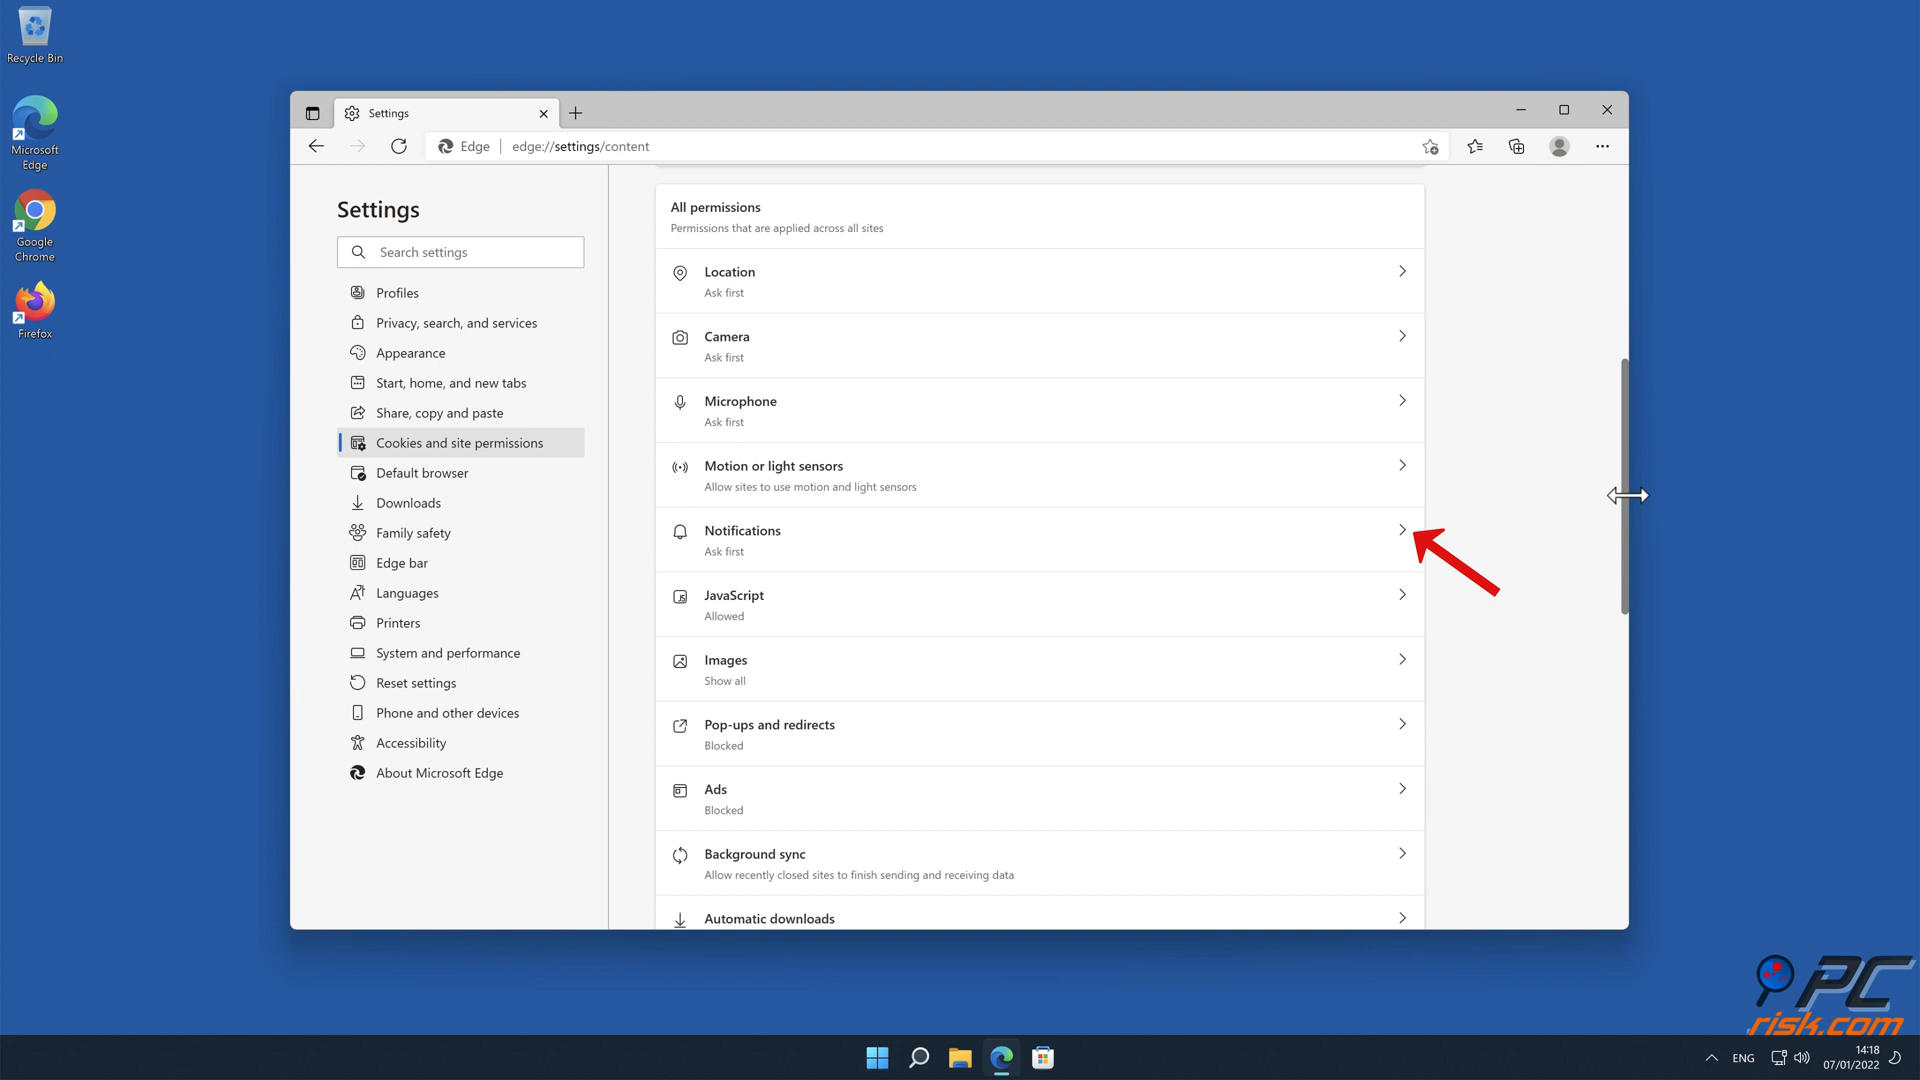 Recycle Bin
Microsoft
Edge
Google
Chrome
Firefox
Settings
Edge
edge://settings/content
Settings
Search settings
Profiles
Privacy, search, and services
Appearance
Start, home, and new tabs
Share, copy and paste
Cookies and site permissions
Default browser
Downloads
Family safety
Edge bar
Languages
Printers
System and performance
Reset settings
Phone and other devices
Accessibility
About Microsoft Edge
All permissions
Permissions that are applied across all sites
Location
Ask first
Camera
Ask first
Microphone
Ask first
Motion or light sensors
Allow sites to use motion and light sensors
Notifications
Ask first
JavaScript
Allowed
Images
Show all
Pop-ups and redirects
Blocked
Ads
Blocked
Background sync
Allow recently closed sites to finish sending and receiving data
Automatic downloads
PC
risk.com
ENG
14:18
07/01/2022